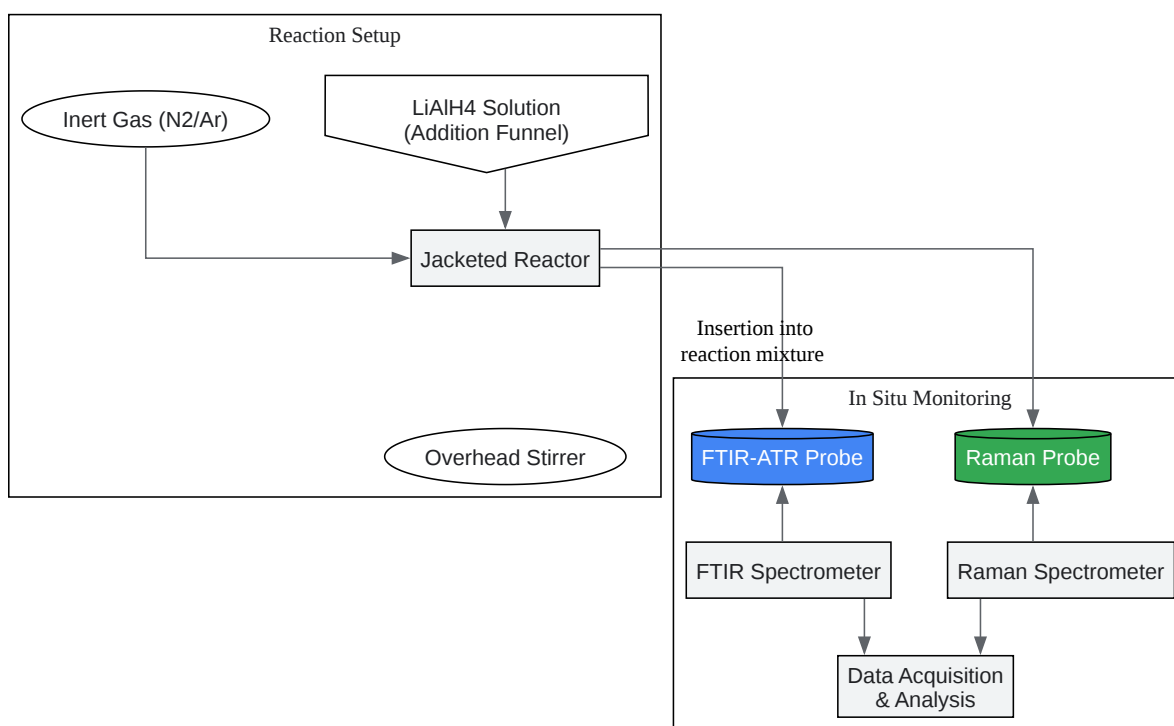 Reaction Setup
Inert Gas (N2/Ar)
LiAlH4 Solution
(Addition Funnel)
Jacketed Reactor
Insertion into
reaction mixture
In Situ Monitoring
Overhead Stirrer
FTIR-ATR Probe
Raman Probe
FTIR Spectrometer
Raman Spectrometer
Data Acquisition
& Analysis